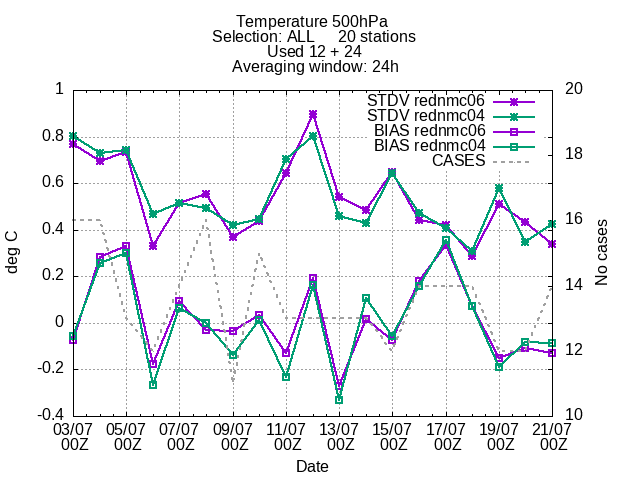 Temperature 500hPa
Selection: ALL 20 stations
Used 12 + 24
Averaging window: 24h
STDV rednmc06
STDV rednmc04
BIAS rednmc06
BIAS rednmc04
CASES
deg C
1
0.8
0.6
0.4
0.2
0
-0.2
-0.4
No cases
20
18
16
14
12
10
03/07 05/07 07/07 09/07 11/07 13/07 15/07 17/07 19/07 21/07
00Z 00Z 00Z 00Z 00Z 00Z 00Z 00Z 00Z 00Z
Date